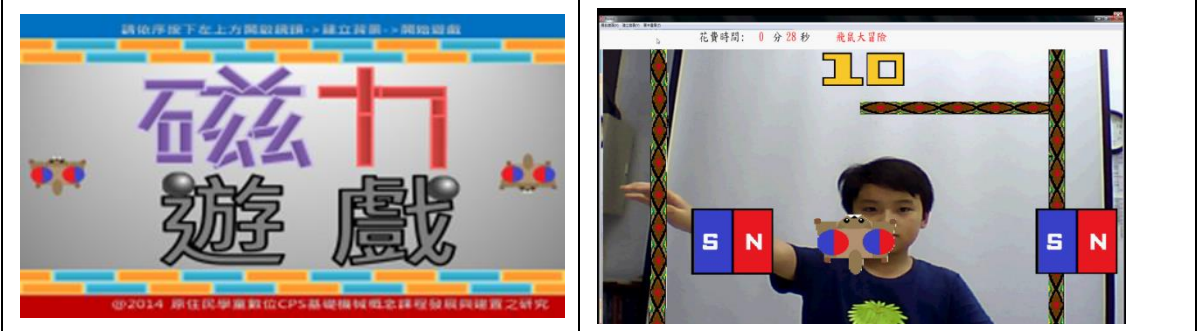 請依序按下左上方開啟鏡頭->建立背景->開始遊戲
磁力
遊戲
@2014 原住民學童數位CPS基礎機械概念課程發展與建置之研究
花費時間: 0 分 28 秒 飛鼠大冒險
10
S N
S N